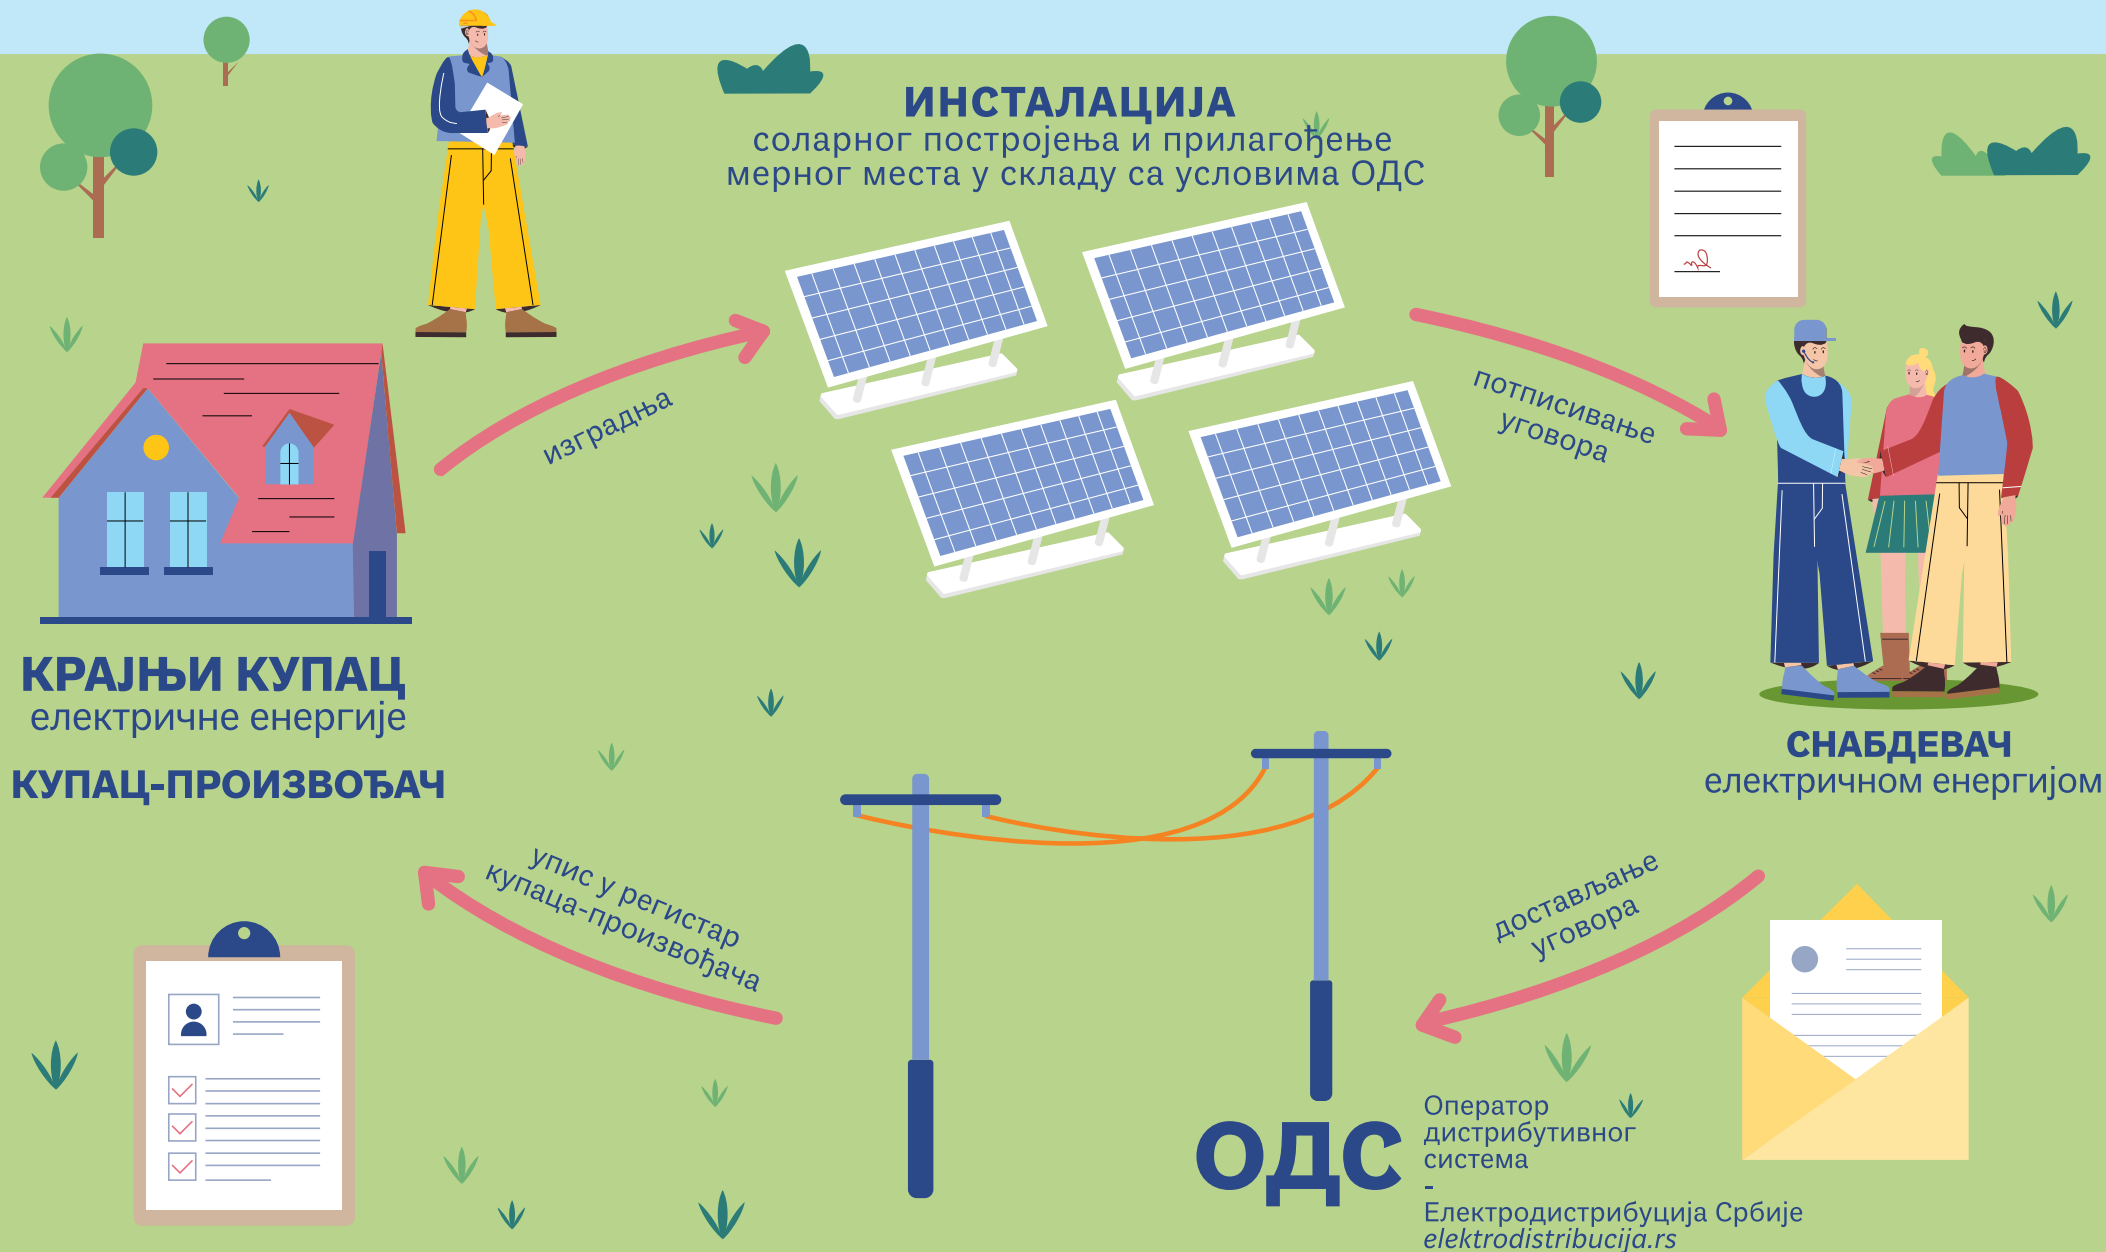 ИНСТАЛАЦИЈА
соларног постројења и прилагођење
мерног места у складу са условима ОДС
изградња
потписивање
уговора
КРАЈЊИ КУПАЦ
електричне енергије
КУПАЦ-ПРОИЗВОЂАЧ
СНАБДЕВАЧ
електричном енергијом
упис у регистар
купаца-произвођача
достављање
уговора
ОДС
Оператор
дистрибутивног
система
-
Електродистрибуција Србије
elektrodistribucija.rs